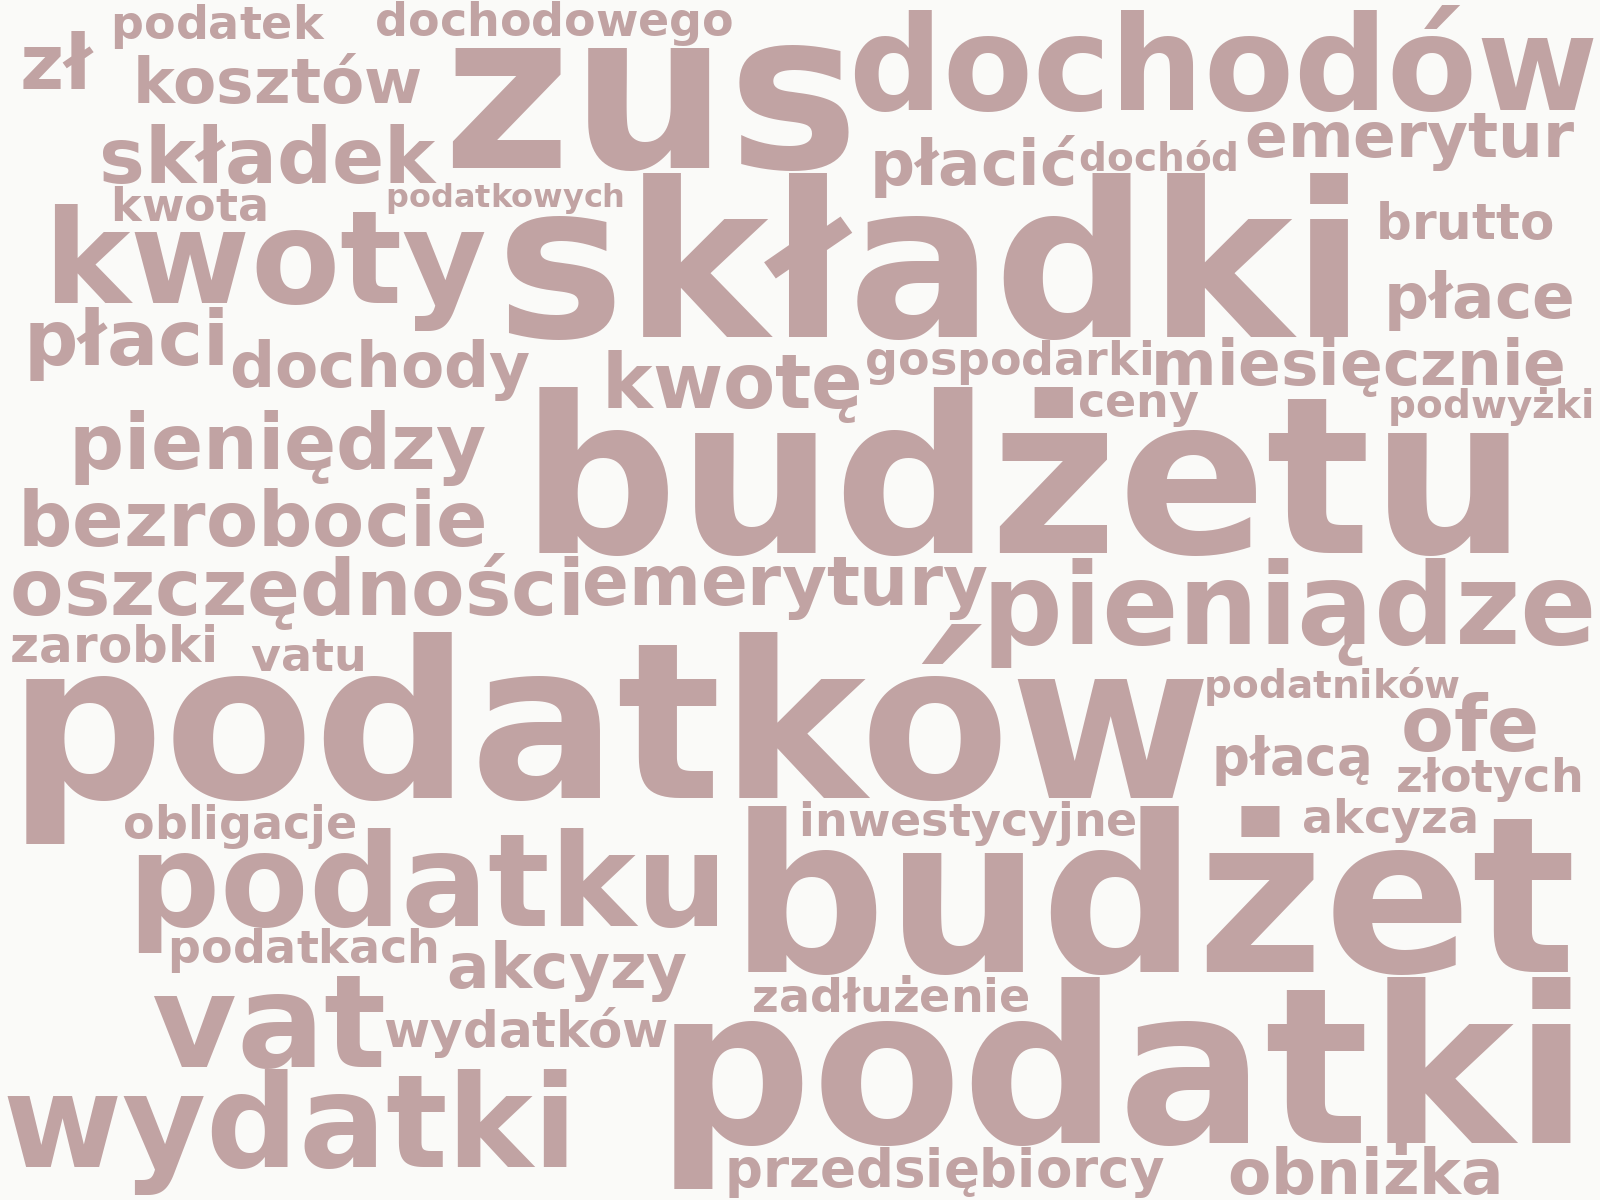 podatek
dochodowego
zł
kosztów
zus
dochodów
składek
płacić
dochód
emerytur
kwota
podatkowych
kwoty
składki
brutto
płace
płaci
dochody
kwotę
gospodarki
miesięcznie
ceny
podwyżki
pieniędzy
budżetu
bezrobocie
oszczędności
emerytury
pieniądze
zarobki
vatu
podatków
podatników
ofe
płacą
złotych
obligacje
inwestycyjne
akcyza
podatku
budżet
podatkach
akcyzy
zadłużenie
vat
wydatków
podatki
wydatki
przedsiębiorcy
obniżka